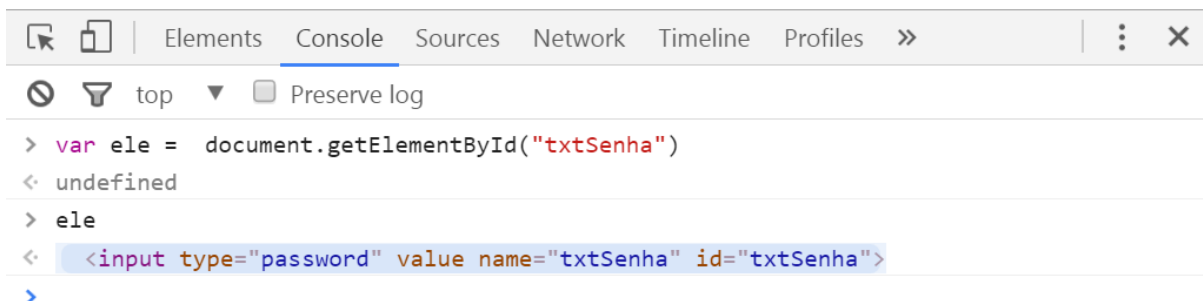 Elements Console Sources Network Timeline Profiles »
top ▼ Preserve log
> var ele =  document.getElementById("txtSenha")
<· undefined
> ele
<· <input type="password" value name="txtSenha" id="txtSenha">
>